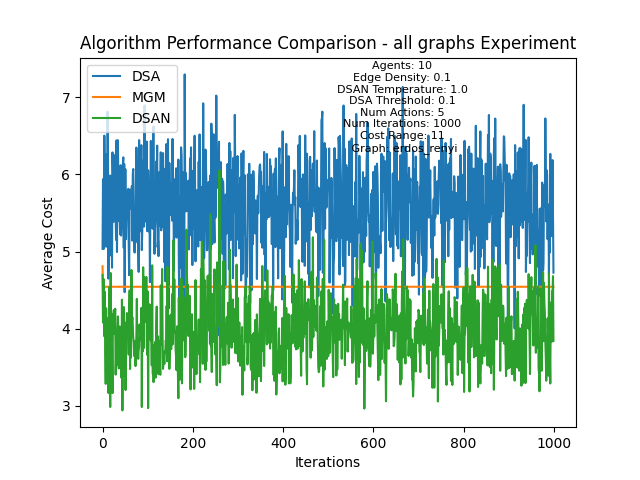 Algorithm Performance Comparison - all graphs Experiment
DSA
MGM
DSAN
Agents: 10
Edge Density: 0.1
DSAN Temperature: 1.0
DSA Threshold: 0.1
Num Actions: 5
Num Iterations: 1000
Cost Range: 11
Graph: erdos_renyi
Average Cost
7
6
5
4
3
0
200
400
600
800
1000
Iterations